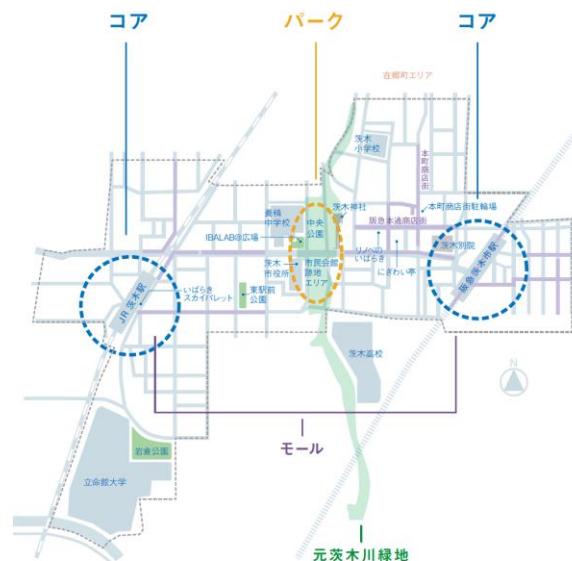 コア
パーク
コア
在郷町エリア
茨木
小学校
本町商店街
養精
中学校
中央
公園
茨木神社
阪急本通商店街
本町商店街駐輪場
IBALAB@広場
リノベの
いばらき
にぎわい亭
茨木別院
茨木
市役所
市民会館
跡地
エリア
阪急茨木市駅
JR 茨木駅
いばらき
スカイパレット
東駅前
公園
茨木高校
N
モール
岩倉公園
立命館大学
元茨木川緑地